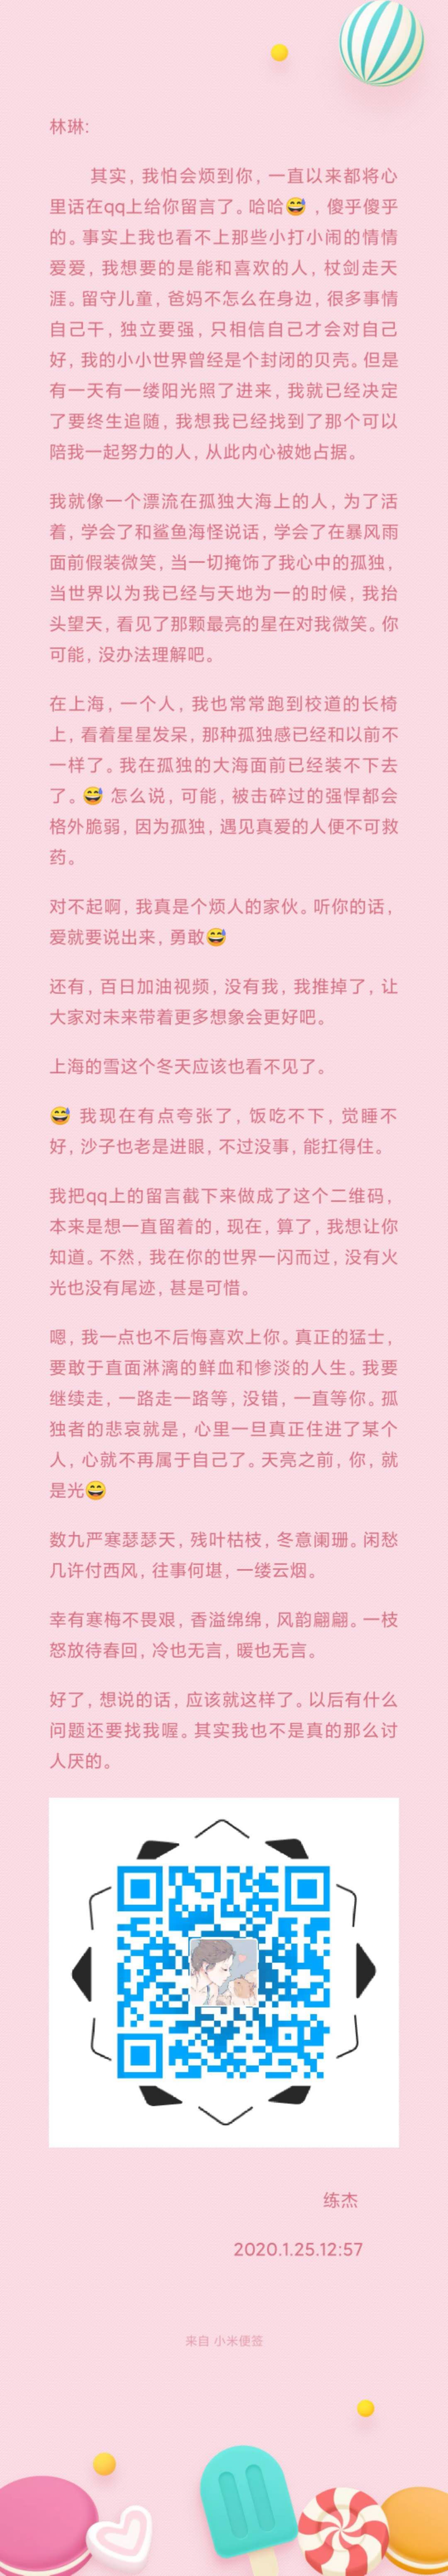 林琳:
其实，我怕会烦到你，一直以来都将心
里话在qq上给你留言了。哈哈😅，傻乎傻乎
的。事实上我也看不上那些小打小闹的情情
爱爱，我想要的是能和喜欢的人，杖剑走天
涯。留守儿童，爸妈不怎么在身边，很多事情
自己干，独立要强，只相信自己才会对自己
好，我的小小世界曾经是个封闭的贝壳。但是
有一天有一缕阳光照了进来，我就已经决定
了要终生追随，我想我已经找到了那个可以
陪我一起努力的人，从此内心被她占据。
我就像一个漂流在孤独大海上的人，为了活
着，学会了和鲨鱼海怪说话，学会了在暴风雨
面前假装微笑，当一切掩饰了我心中的孤独，
当世界以为我已经与天地为一的时候，我抬
头望天，看见了那颗最亮的星在对我微笑。你
可能，没办法理解吧。
在上海，一个人，我也常常跑到校道的长椅
上，看着星星发呆，那种孤独感已经和以前不
一样了。我在孤独的大海面前已经装不下去
了。😅 怎么说，可能，被击碎过的强悍都会
格外脆弱，因为孤独，遇见真爱的人便不可救
药。
对不起啊，我真是个烦人的家伙。听你的话，
爱就要说出来，勇敢😅
还有，百日加油视频，没有我，我推掉了，让
大家对未来带着更多想象会更好吧。
上海的雪这个冬天应该也看不见了。
😅 我现在有点夸张了，饭吃不下，觉睡不
好，沙子也老是进眼，不过没事，能扛得住。
我把qq上的留言截下来做成了这个二维码，
本来是想一直留着的，现在，算了，我想让你
知道。不然，我在你的世界一闪而过，没有火
光也没有尾迹，甚是可惜。
嗯，我一点也不后悔喜欢上你。真正的猛士，
要敢于直面淋漓的鲜血和惨淡的人生。我要
继续走，一路走一路等，没错，一直等你。孤
独者的悲哀就是，心里一旦真正住进了某个
人，心就不再属于自己了。天亮之前，你，就
是光😄
数九严寒瑟瑟天，残叶枯枝，冬意阑珊。闲愁
几许付西风，往事何堪，一缕云烟。
幸有寒梅不畏艰，香溢绵绵，风韵翩翩。一枝
怒放待春回，冷也无言，暖也无言。
好了，想说的话，应该就这样了。以后有什么
问题还要找我喔。其实我也不是真的那么讨
人厌的。
练杰
2020.1.25.12:57
来自 小米便签